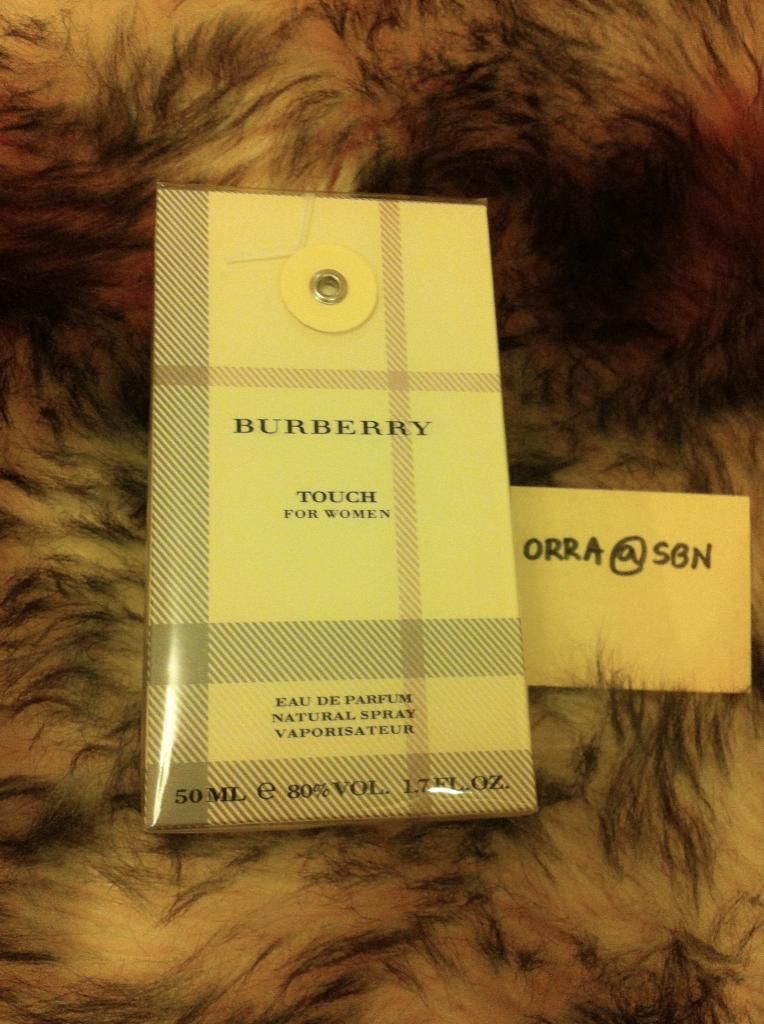 BURBERRY
TOUCH
FOR WOMEN
ORRA @ SBN
EAU DE PARFUM
NATURAL SPRAY
VAPORISATEUR
50 ML e 80% VOL. 1.7 FL.OZ.